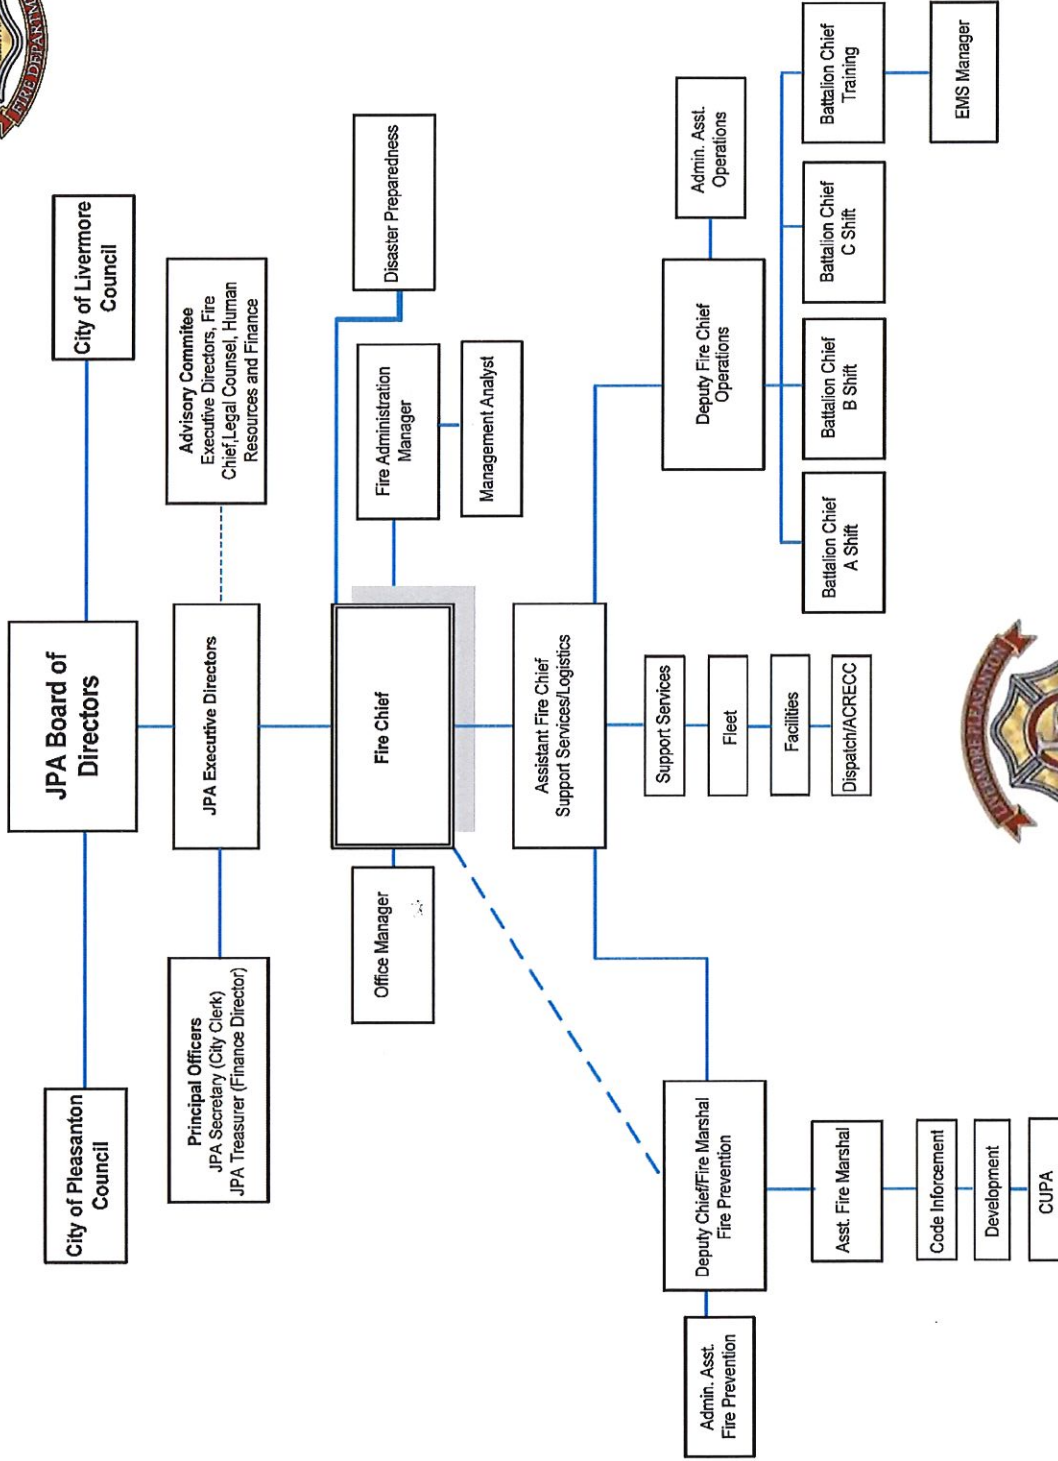 FIRE DEPARTM
JPA Board of
Directors
City of Pleasanton
Council
City of Livermore
Council
Principal Officers
JPA Secretary (City Clerk)
JPA Treasurer (Finance Director)
JPA Executive Directors
Advisory Commitee
Executive Directors, Fire
Chief,Legal Counsel, Human
Resources and Finance
Office Manager
Fire Chief
Fire Administration
Manager
Management Analyst
Disaster Preparedness
Assistant Fire Chief
Support Services/Logistics
Support Services
Fleet
Facilities
Dispatch/ACRECC
Admin. Asst.
Fire Prevention
Deputy Chief/Fire Marshal
Fire Prevention
Asst. Fire Marshal
Code Inforcement
Development
CUPA
Deputy Fire Chief
Operations
Admin. Asst.
Operations
Battalion Chief
A Shift
Battalion Chief
B Shift
Battalion Chief
C Shift
Battalion Chief
Training
EMS Manager
LIVERMORE PLEASANTON